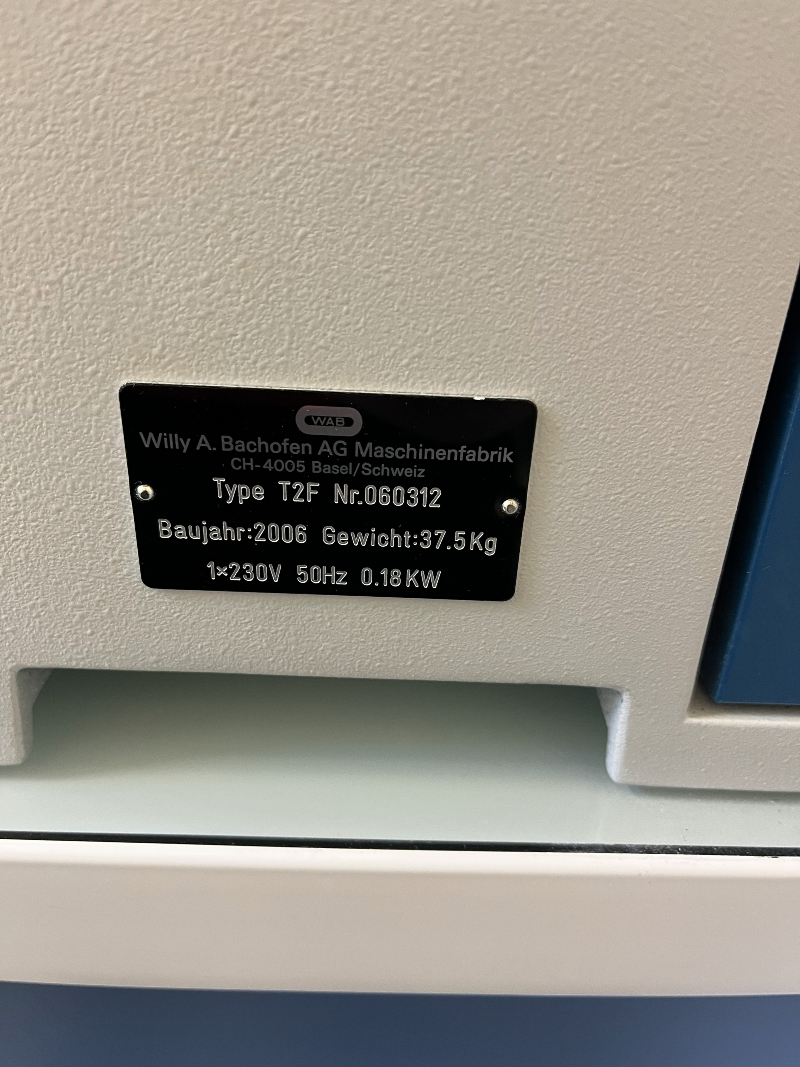 WAB
Willy A. Bachofen AG Maschinenfabrik
CH-4005 Basel/Schweiz
Type T2F Nr.060312
Baujahr:2006 Gewicht:37.5Kg
1×230V 50Hz 0.18KW